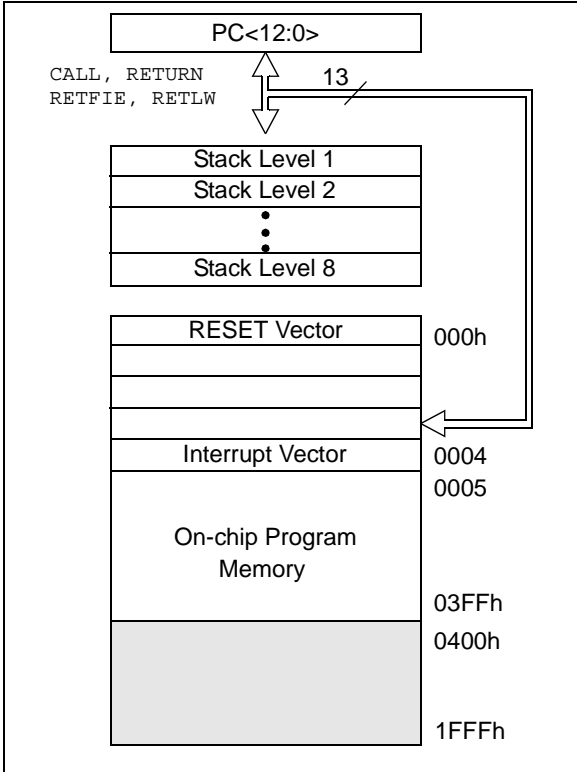 PC<12:0>
CALL, RETURN
RETFIE, RETLW
13
Stack Level 1
Stack Level 2
Stack Level 8
RESET Vector
000h
Interrupt Vector
0004
0005
On-chip Program
Memory
03FFh
0400h
1FFFh